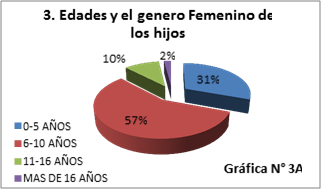 3. Edades y el genero Femenino de
los hijos
2%
10%
31%
57%
0-5 AÑOS
6-10 AÑOS
11-16 AÑOS
MAS DE 16 AÑOS
Gráfica N° 3A